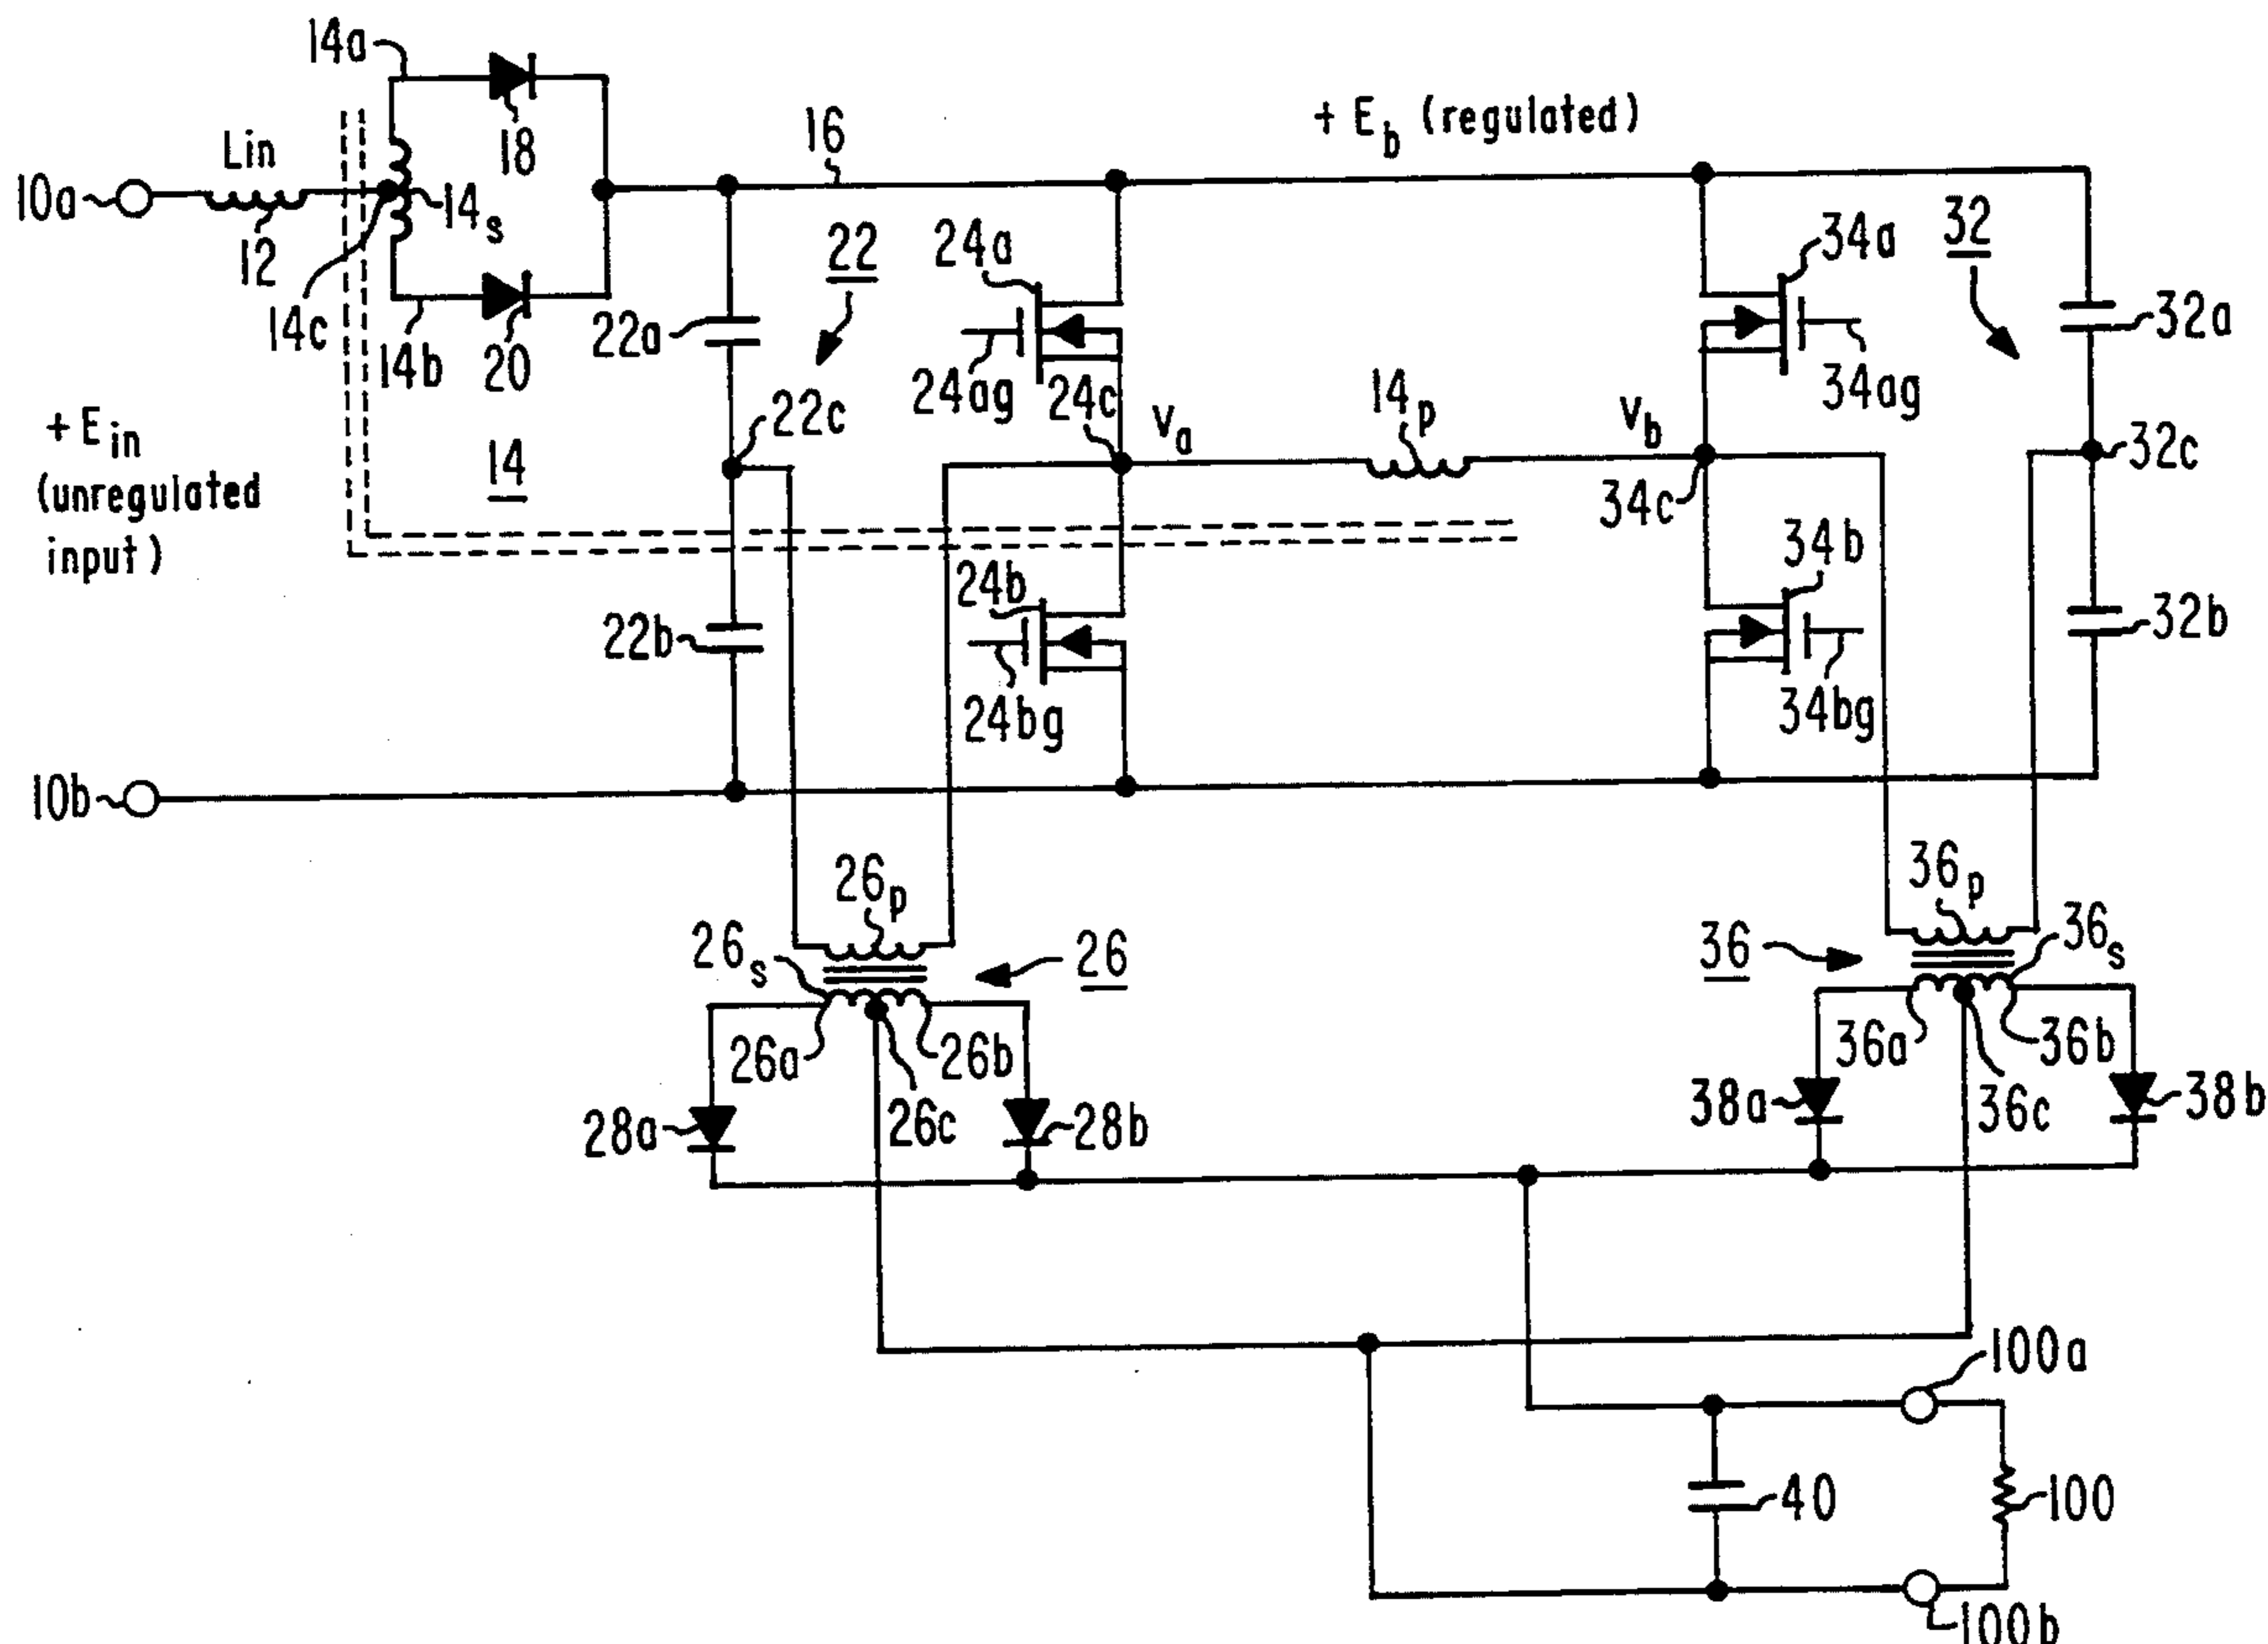 14a
18
16
+ E_b (regulated)
Lin
10a
12
14_s
14c
14b
20
22
22a
22c
24a
24ag
24c
V_a
14_p
V_b
34a
34ag
34c
32
32a
32c
+ E_in
(unregulated
input)
14
22b
24b
24bg
34b
34bg
32b
10b
26_p
26_s
26
26a
26b
26c
28a
28b
36_p
36
36_s
36a
36b
36c
38a
38b
100a
40
100
100b